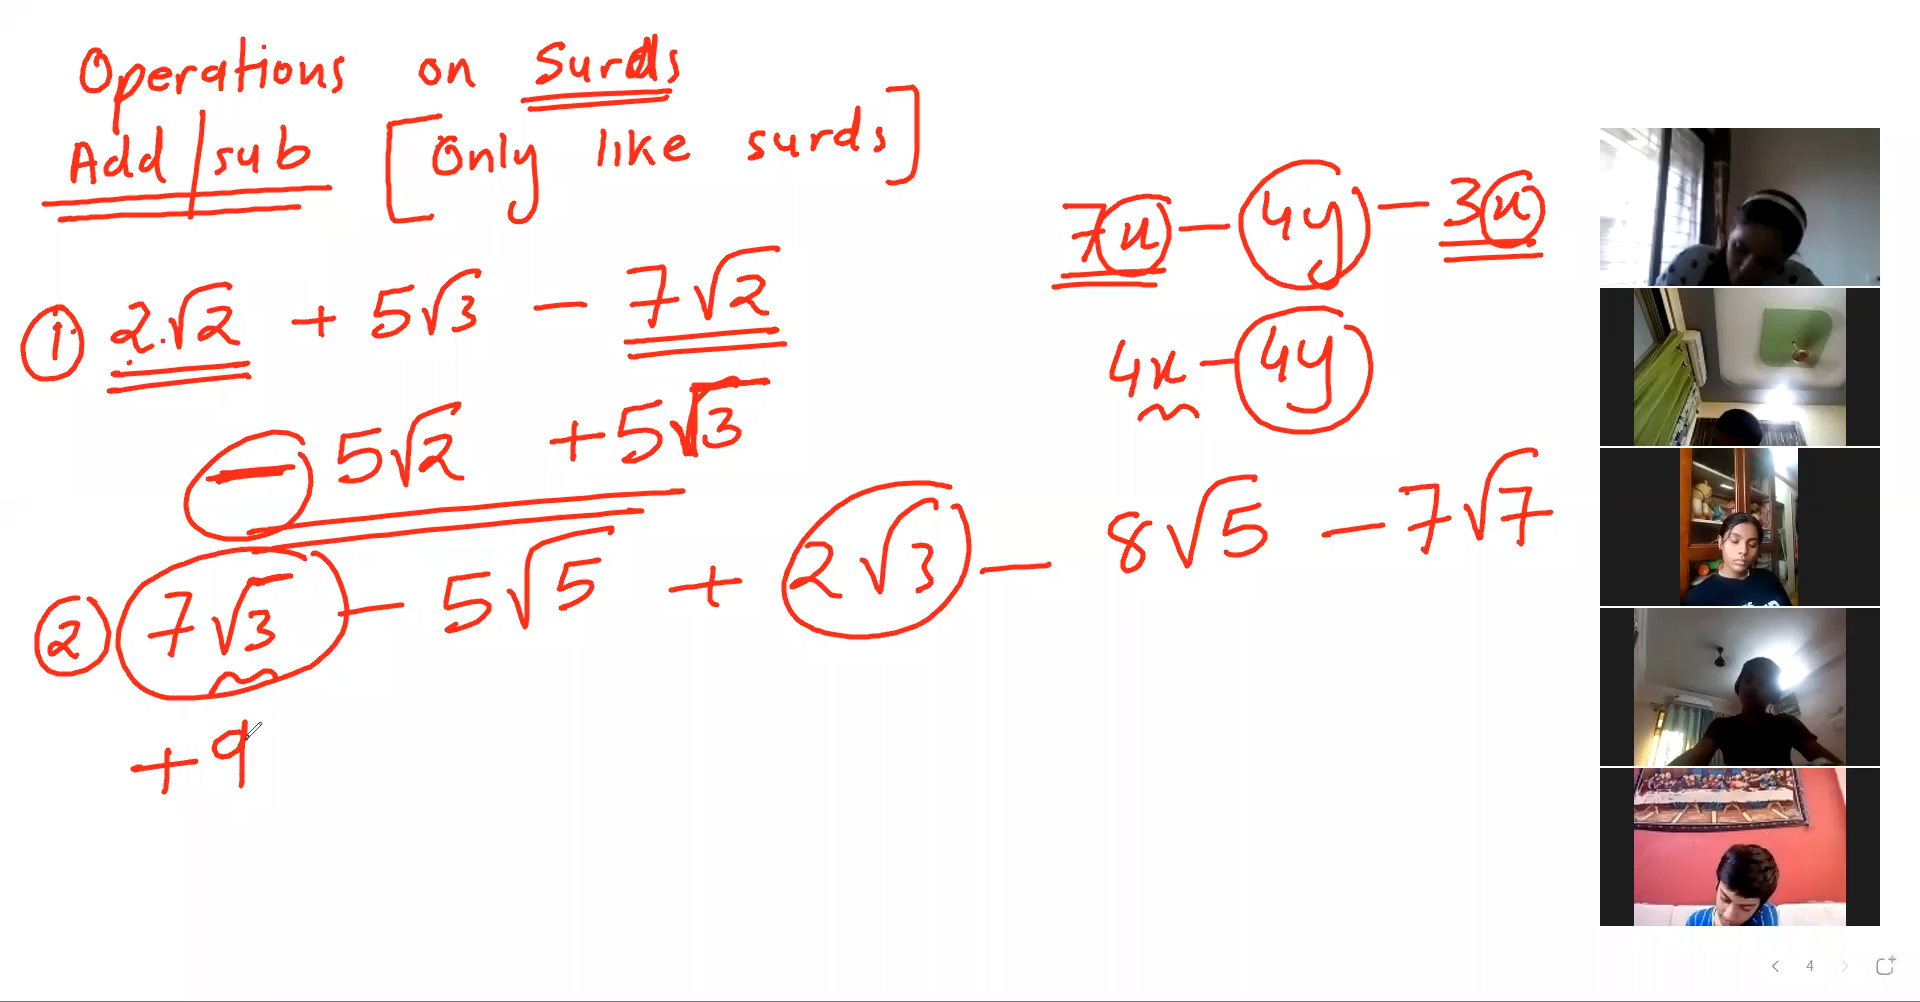 Operations on Surds
Add/sub [Only like surds]
7x - 4y - 3x
4x - 4y
① 2.√2 + 5√3 - 7√2
- 5√2 + 5√3
② 7√3 - 5√5 + 2√3 - 8√5 - 7√7
+ 9
4